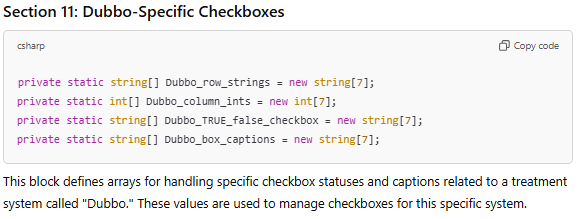 Section 11: Dubbo-Specific Checkboxes
csharp Copy code
private static string[] Dubbo_row_strings = new string[7];
private static int[] Dubbo_column_ints = new int[7];
private static string[] Dubbo_TRUE_false_checkbox = new string[7];
private static string[] Dubbo_box_captions = new string[7];
This block defines arrays for handling specific checkbox statuses and captions related to a treatment
system called "Dubbo." These values are used to manage checkboxes for this specific system.